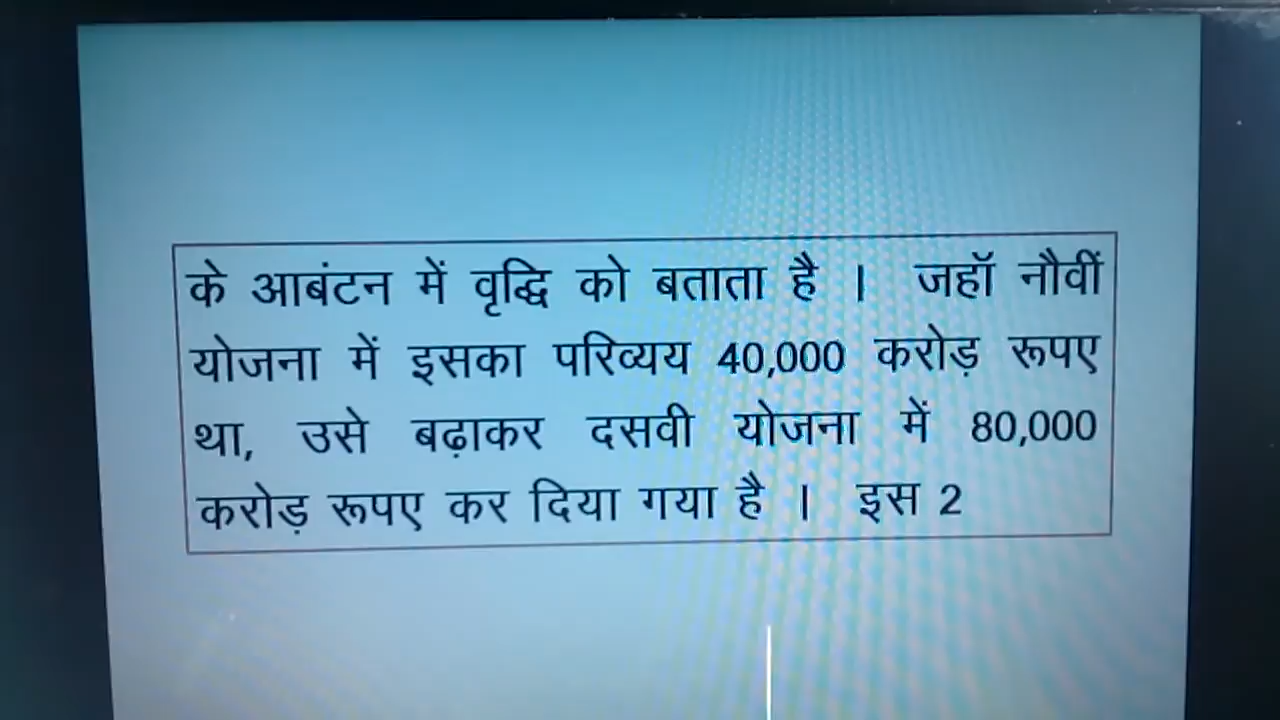 के आबंटन में वृद्धि को बताता है । जहॉ नौवीं
योजना में इसका परिव्यय 40,000 करोड़ रूपए
था, उसे बढ़ाकर दसवी योजना में 80,000
करोड़ रूपए कर दिया गया है । इस 2